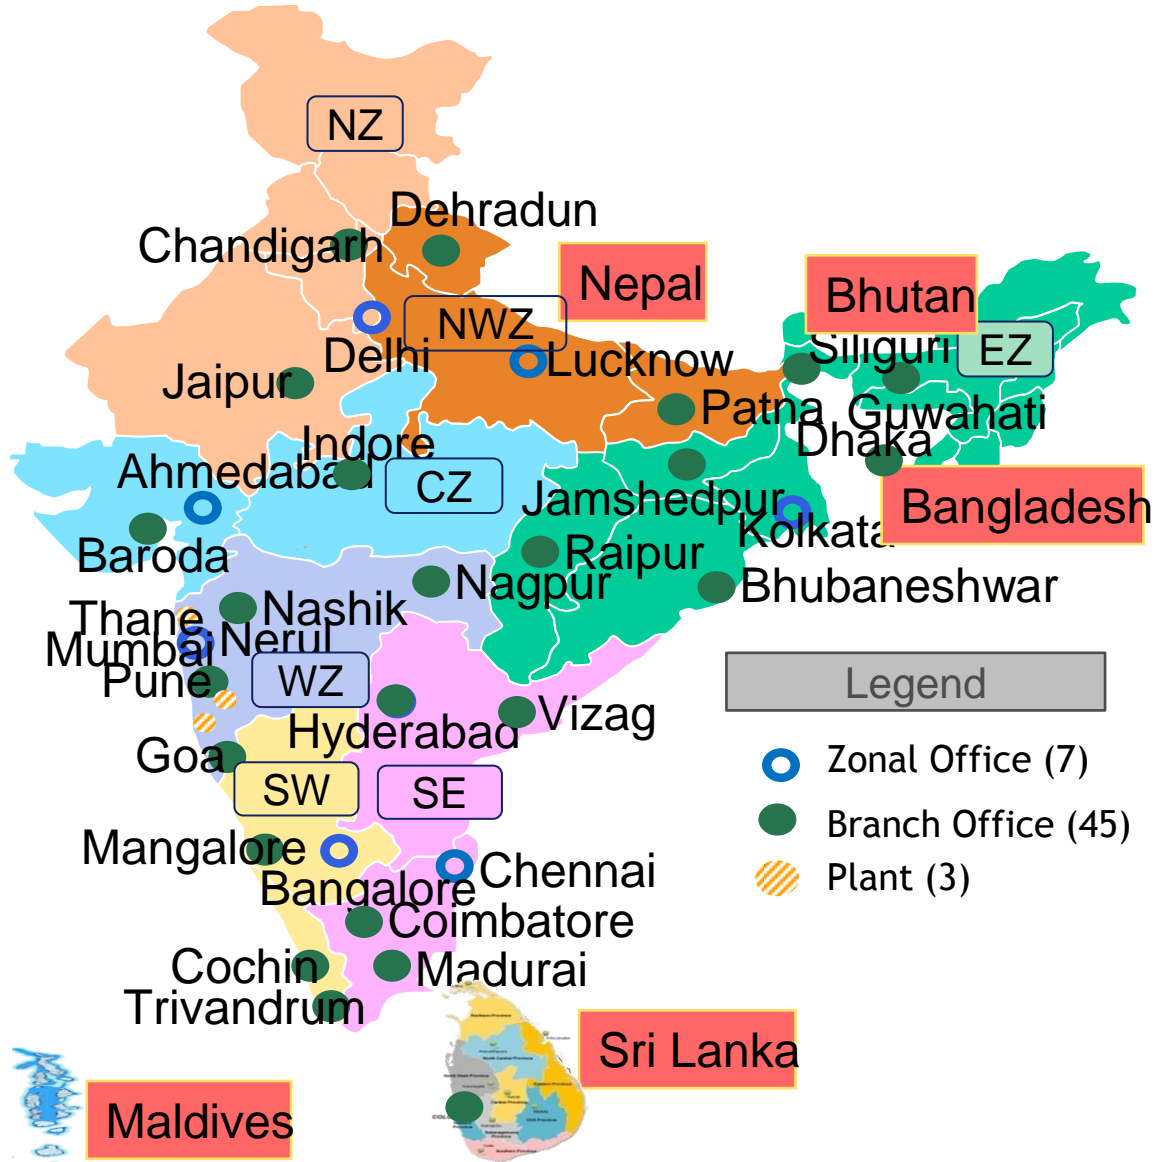 NZ
Dehradun
Chandigarh
Nepal
Bhutan
NWZ
Siliguri
EZ
Delhi
Lucknow
Jaipur
Patna
Guwahati
Dhaka
Indore
Ahmedabad
CZ
Jamshedpur
Bangladesh
Kolkata
Baroda
Raipur
Nagpur
Bhubaneshwar
Thane
Nashik
Mumbai
Nerul
Pune
WZ
Legend
Hyderabad
Vizag
Goa
Zonal Office (7)
SW
SE
Branch Office (45)
Mangalore
Chennai
Plant (3)
Bangalore
Coimbatore
Cochin
Madurai
Trivandrum
Sri Lanka
Maldives